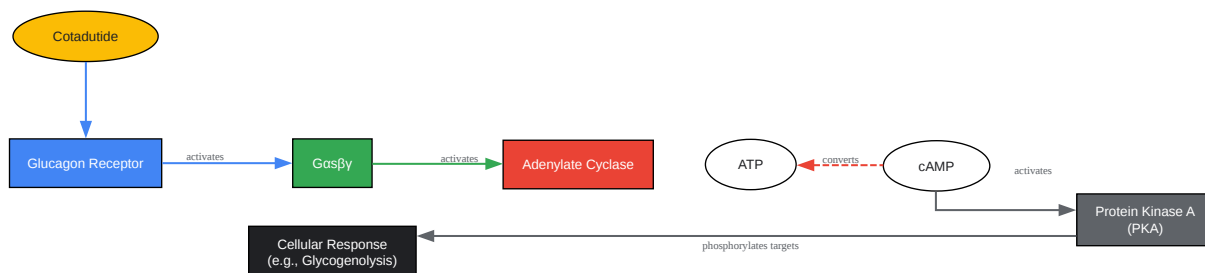 Cotadutide
Glucagon Receptor
activates
Gαsβγ
activates
Adenylate Cyclase
ATP
converts
cAMP
activates
Protein Kinase A
(PKA)
phosphorylates targets
Cellular Response
(e.g., Glycogenolysis)